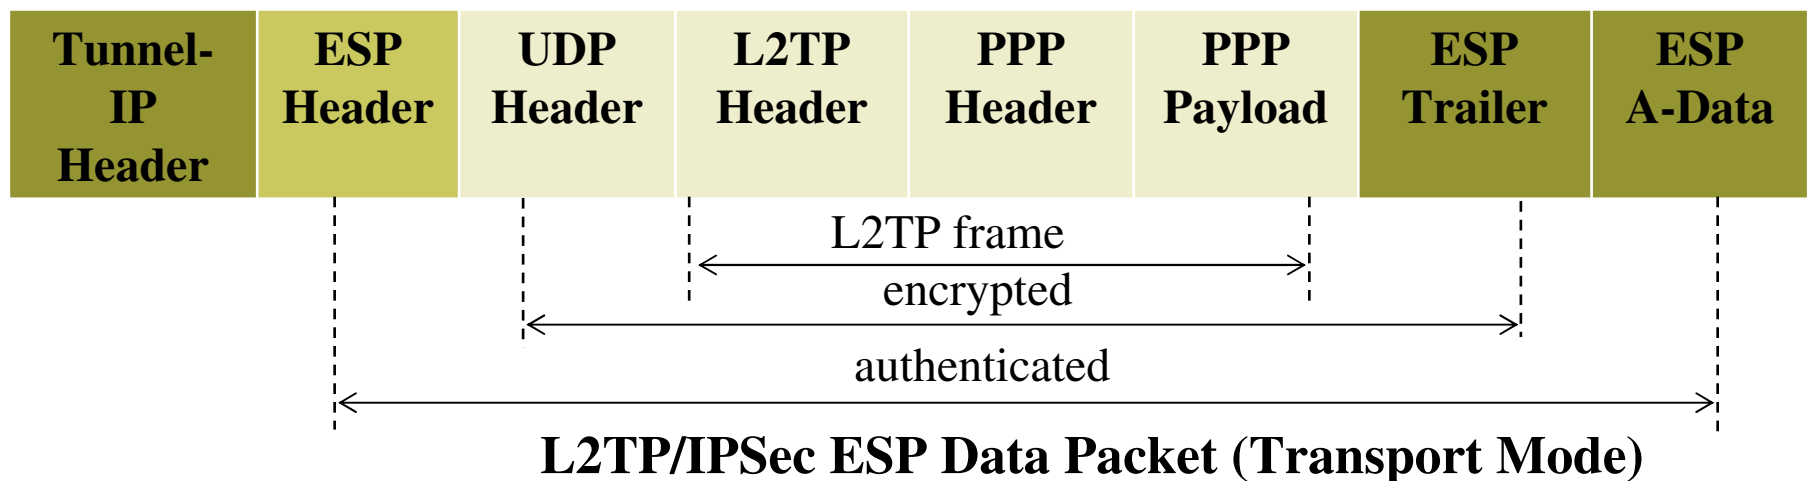 Tunnel-
IP
Header
ESP
Header
UDP
Header
L2TP
Header
PPP
Header
PPP
Payload
ESP
Trailer
ESP
A-Data
L2TP frame
encrypted
authenticated
L2TP/IPSec ESP Data Packet (Transport Mode)